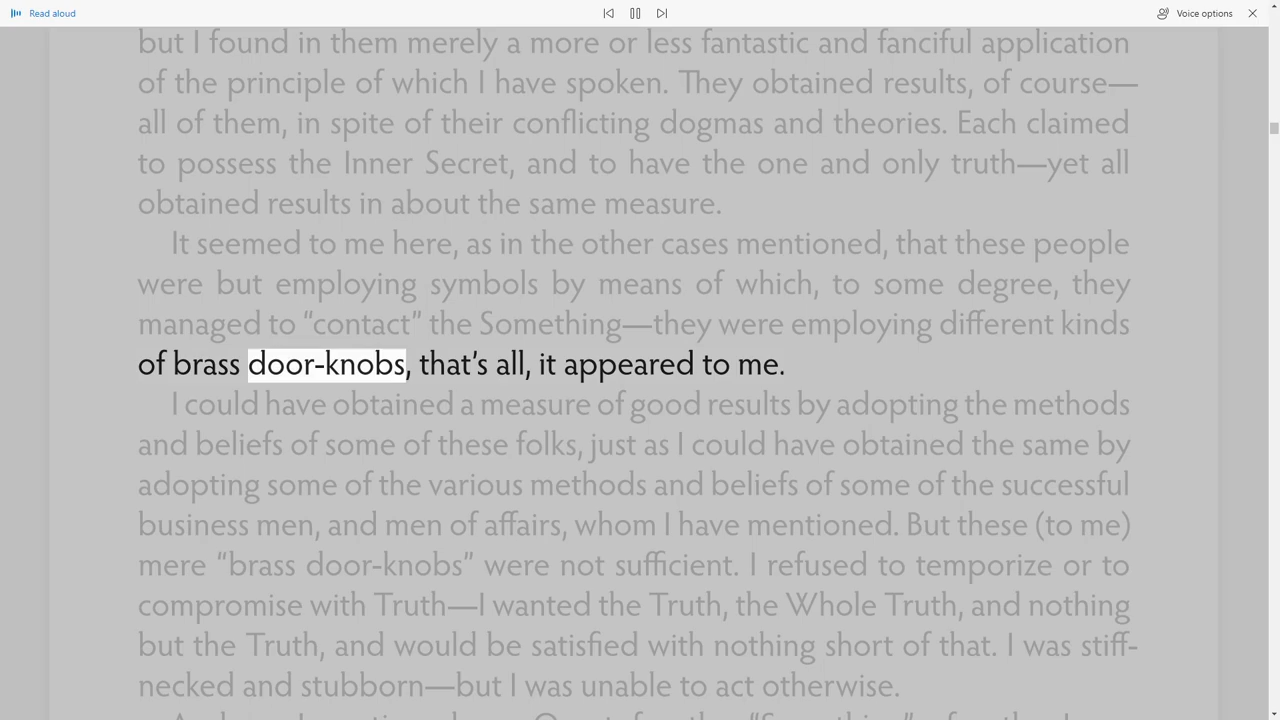 Read aloud
Voice options
but I found in them merely a more or less fantastic and fanciful application
of the principle of which I have spoken. They obtained results, of course—
all of them, in spite of their conflicting dogmas and theories. Each claimed
to possess the Inner Secret, and to have the one and only truth—yet all
obtained results in about the same measure.
It seemed to me here, as in the other cases mentioned, that these people
were but employing symbols by means of which, to some degree, they
managed to “contact” the Something—they were employing different kinds
of brass door-knobs, that’s all, it appeared to me.
I could have obtained a measure of good results by adopting the methods
and beliefs of some of these folks, just as I could have obtained the same by
adopting some of the various methods and beliefs of some of the successful
business men, and men of affairs, whom I have mentioned. But these (to me)
mere “brass door-knobs” were not sufficient. I refused to temporize or to
compromise with Truth—I wanted the Truth, the Whole Truth, and nothing
but the Truth, and would be satisfied with nothing short of that. I was stiff-
necked and stubborn—but I was unable to act otherwise.